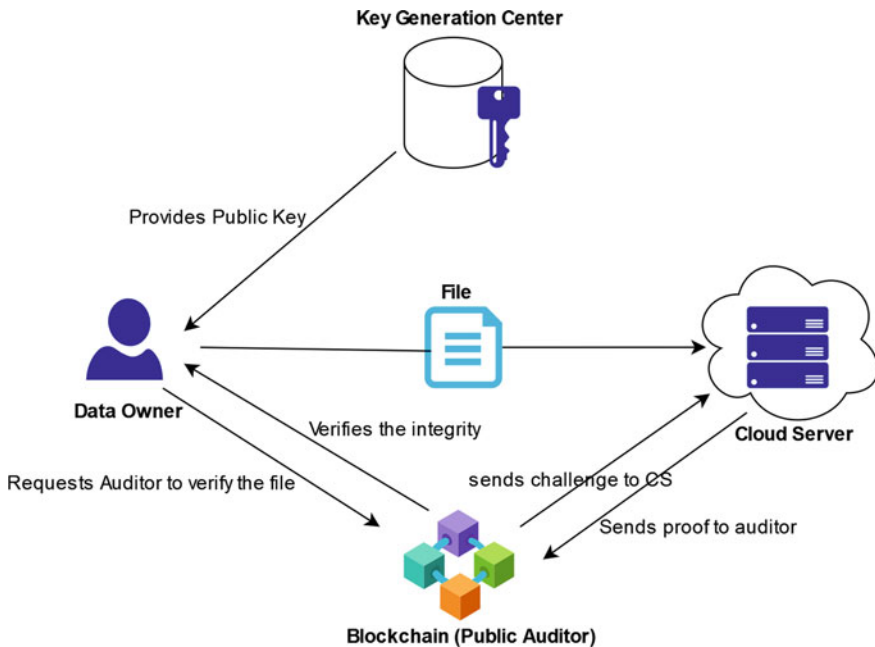 Key Generation Center
Provides Public Key
File
Data Owner
Cloud Server
Verifies the integrity
Requests Auditor to verify the file
sends challenge to CS
Sends proof to auditor
Blockchain (Public Auditor)